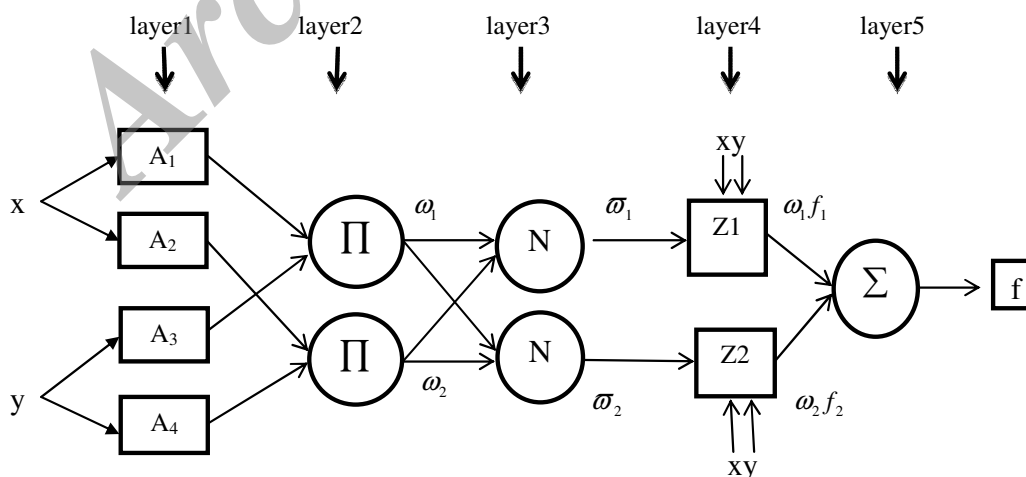 layer1 layer2 layer3 layer4 layer5
Arc
x
y
A₁
A₂
A₃
A₄
∏
∏
ω₁
ω₂
N
N
ϖ₁
ϖ₂
xy
Z1
Z2
xy
ω₁f₁
ω₂f₂
Σ
f